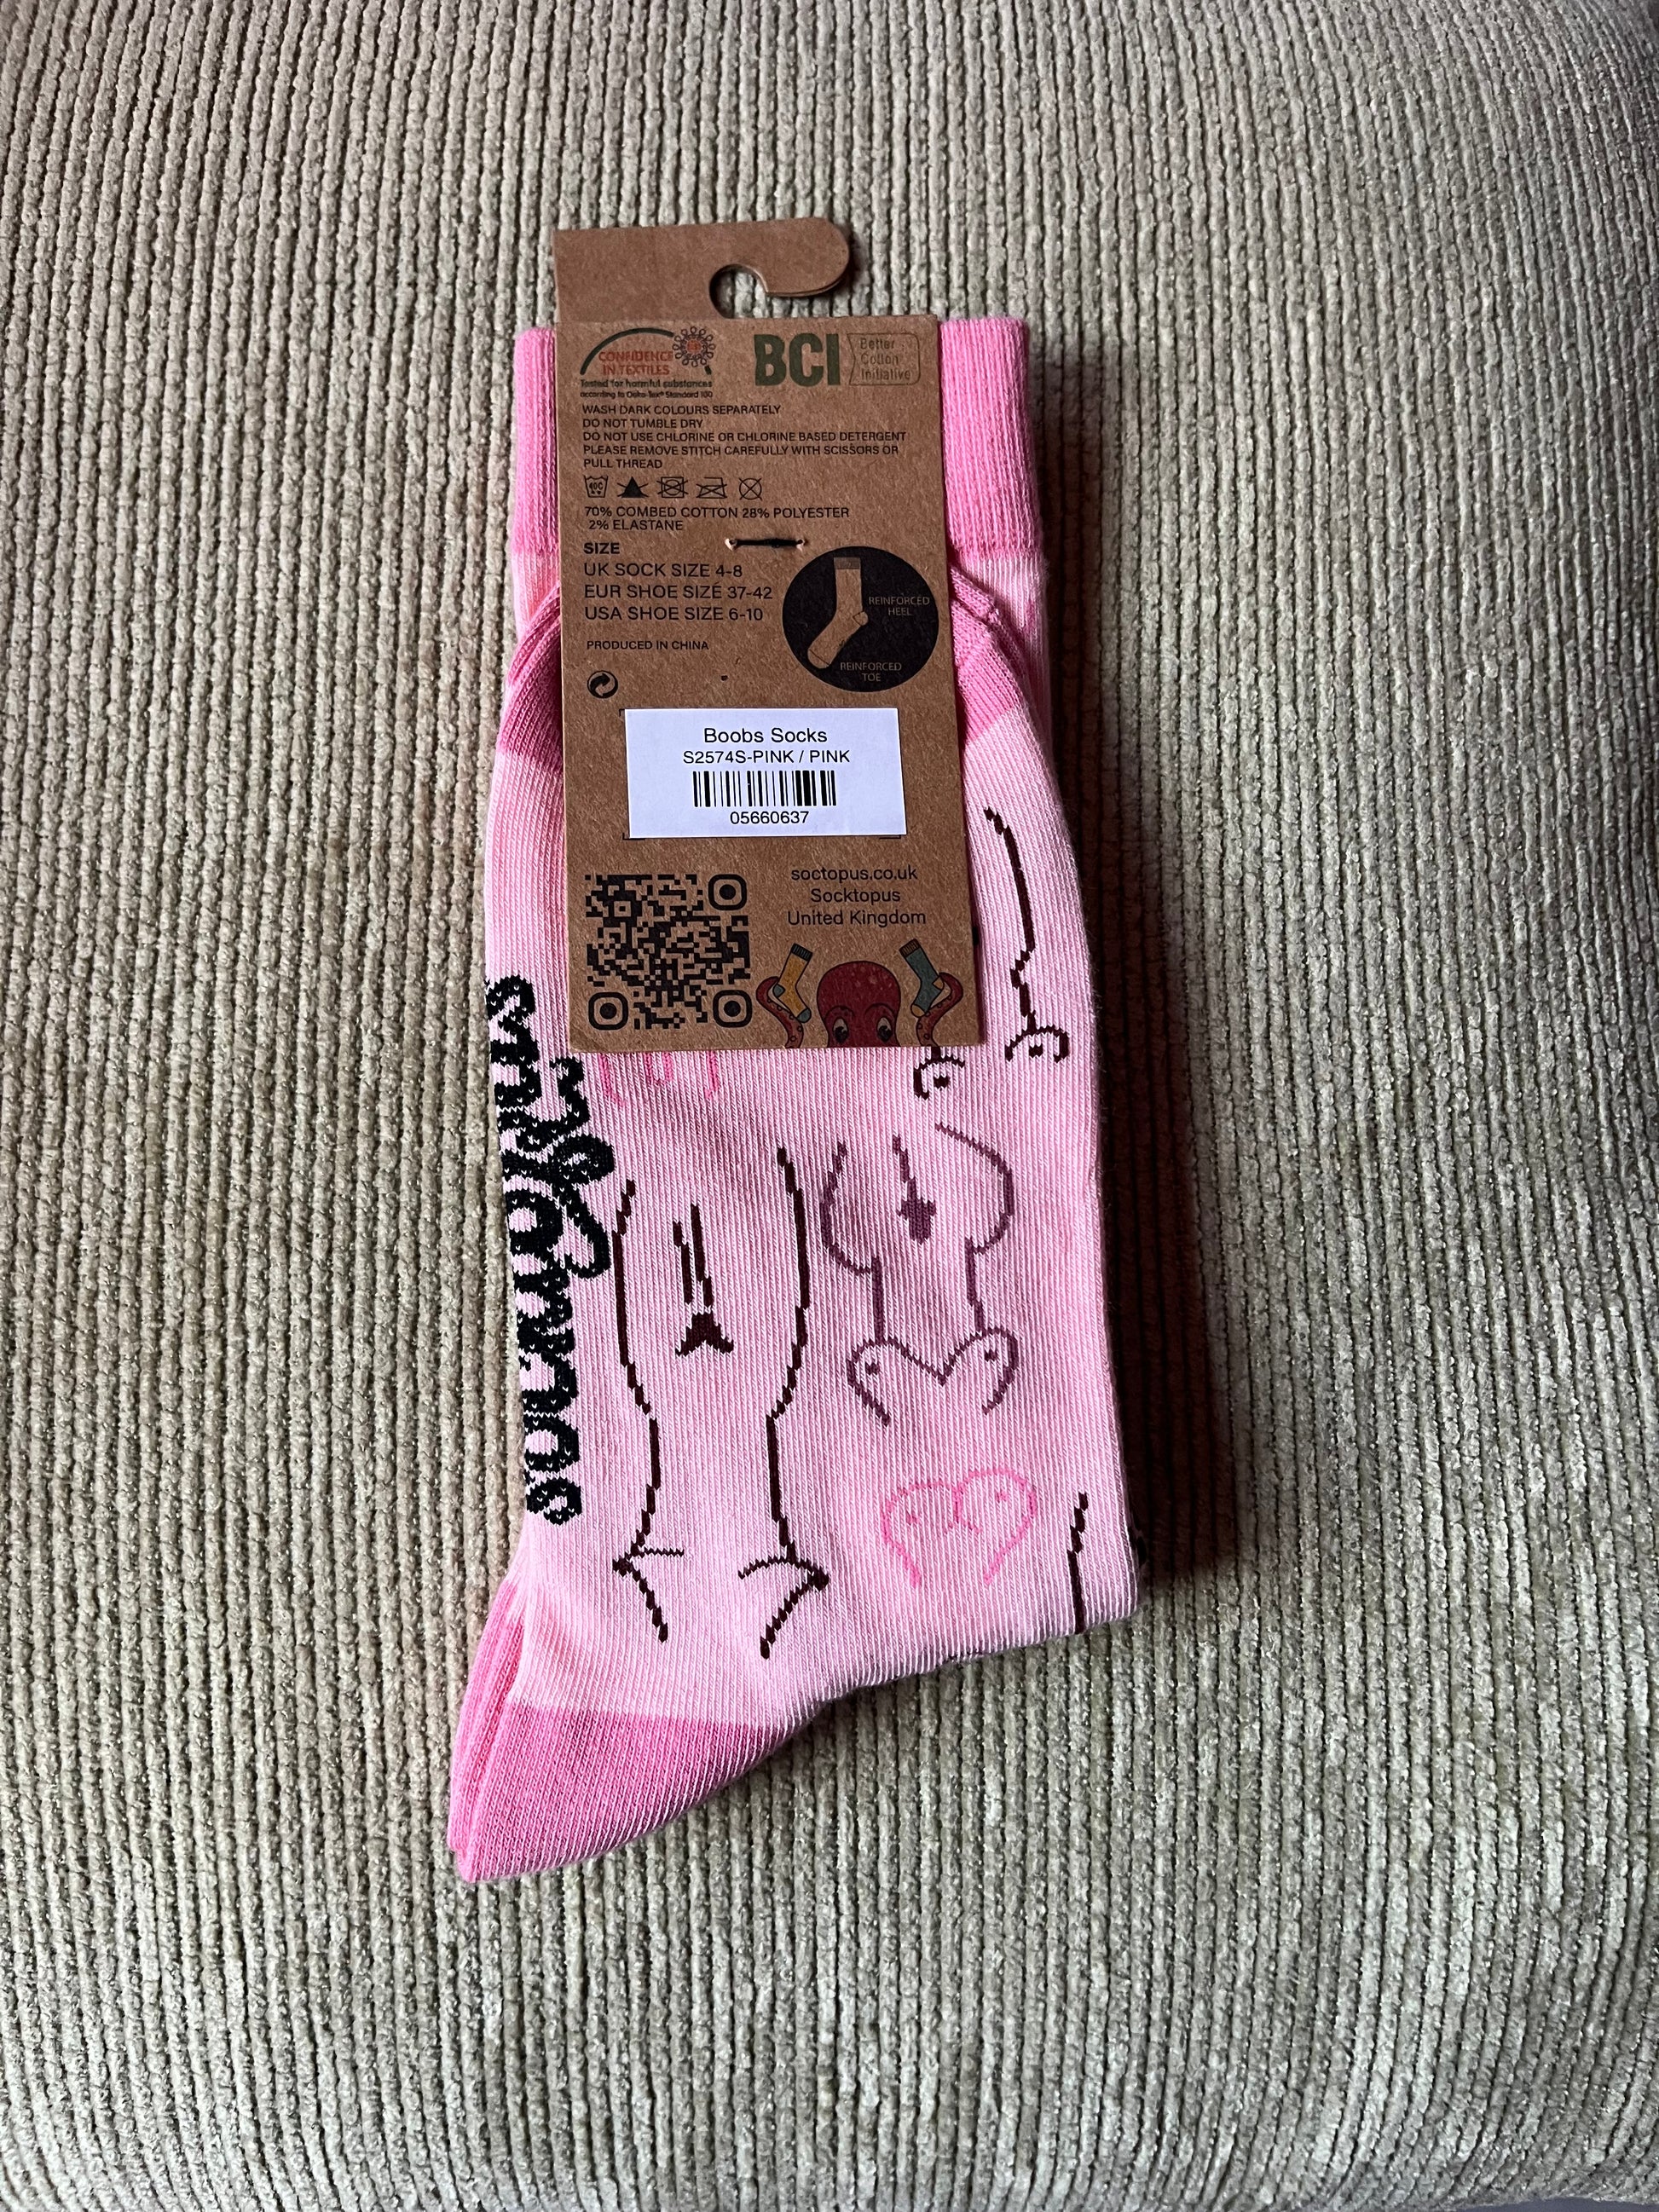 CONFIDENCE
IN TEXTILES
Tested for harmful substances
according to Oeko-Tex® Standard 100
BCI
Better
Cotton
Initiative
WASH DARK COLOURS SEPARATELY
DO NOT TUMBLE DRY
DO NOT USE CHLORINE OR CHLORINE BASED DETERGENT
PLEASE REMOVE STITCH CAREFULLY WITH SCISSORS OR
PULL THREAD
40C
70% COMBED COTTON 28% POLYESTER
2% ELASTANE
SIZE
UK SOCK SIZE 4-8
EUR SHOE SIZE 37-42
USA SHOE SIZE 6-10
REINFORCED
HEEL
REINFORCED
TOE
PRODUCED IN CHINA
Boobs Socks
S2574S-PINK / PINK
05660637
soctopus.co.uk
Socktopus
United Kingdom